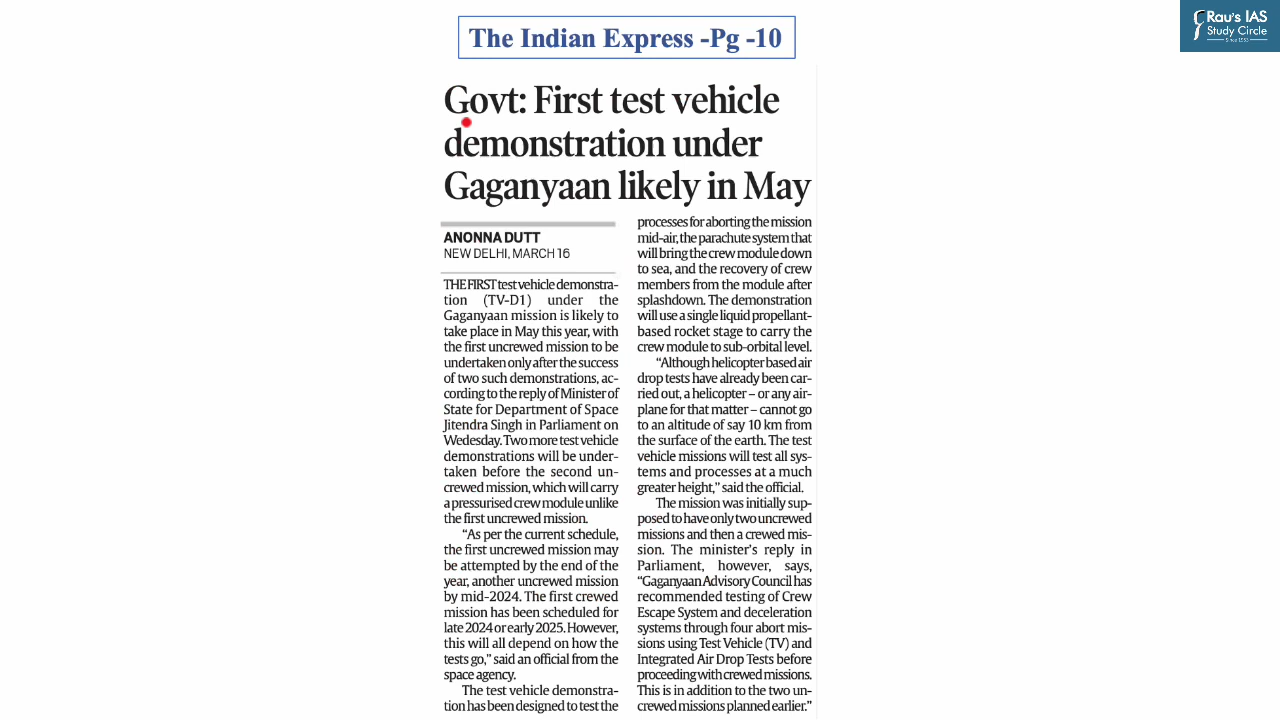 The Indian Express -Pg -10
Rau's IAS
Study Circle
Since 1953
Govt: First test vehicle
demonstration under
Gaganyaan likely in May
ANONNA DUTT
NEW DELHI, MARCH 16
THE FIRST test vehicle demonstra-
tion (TV-D1) under the
Gaganyaan mission is likely to
take place in May this year, with
the first uncrewed mission to be
undertaken only after the success
of two such demonstrations, ac-
cording to the reply of Minister of
State for Department of Space
Jitendra Singh in Parliament on
Wedesday. Two more test vehicle
demonstrations will be under-
taken before the second un-
crewed mission, which will carry
a pressurised crew module unlike
the first uncrewed mission.
"As per the current schedule,
the first uncrewed mission may
be attempted by the end of the
year, another uncrewed mission
by mid-2024. The first crewed
mission has been scheduled for
late 2024 or early 2025. However,
this will all depend on how the
tests go," said an official from the
space agency.
The test vehicle demonstra-
tion has been designed to test the
processes for aborting the mission
mid-air, the parachute system that
will bring the crew module down
to sea, and the recovery of crew
members from the module after
splashdown. The demonstration
will use a single liquid propellant-
based rocket stage to carry the
crew module to sub-orbital level.
"Although helicopter based air
drop tests have already been car-
ried out, a helicopter – or any air-
plane for that matter – cannot go
to an altitude of say 10 km from
the surface of the earth. The test
vehicle missions will test all sys-
tems and processes at a much
greater height," said the official.
The mission was initially sup-
posed to have only two uncrewed
missions and then a crewed mis-
sion. The minister's reply in
Parliament, however, says,
"Gaganyaan Advisory Council has
recommended testing of Crew
Escape System and deceleration
systems through four abort mis-
sions using Test Vehicle (TV) and
Integrated Air Drop Tests before
proceeding with crewed missions.
This is in addition to the two un-
crewed missions planned earlier."